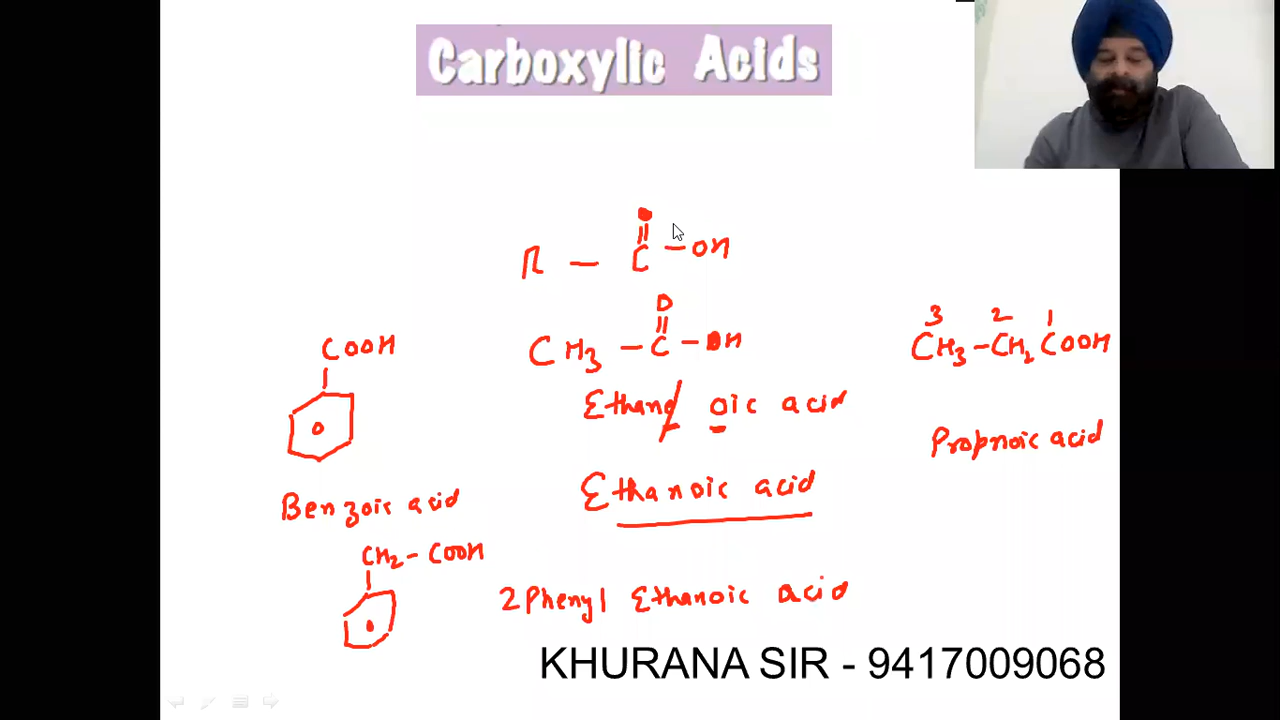 Carboxylic Acids
O
||
R — C — OH
O
||
CH3 — C — OH
Ethane oic acid
Ethanoic acid
3 2 1
CH3 - CH2 COOH
Propnoic acid
COOH
Benzoic acid
CH2 - COOH
2 Phenyl Ethanoic acid
KHURANA SIR - 9417009068